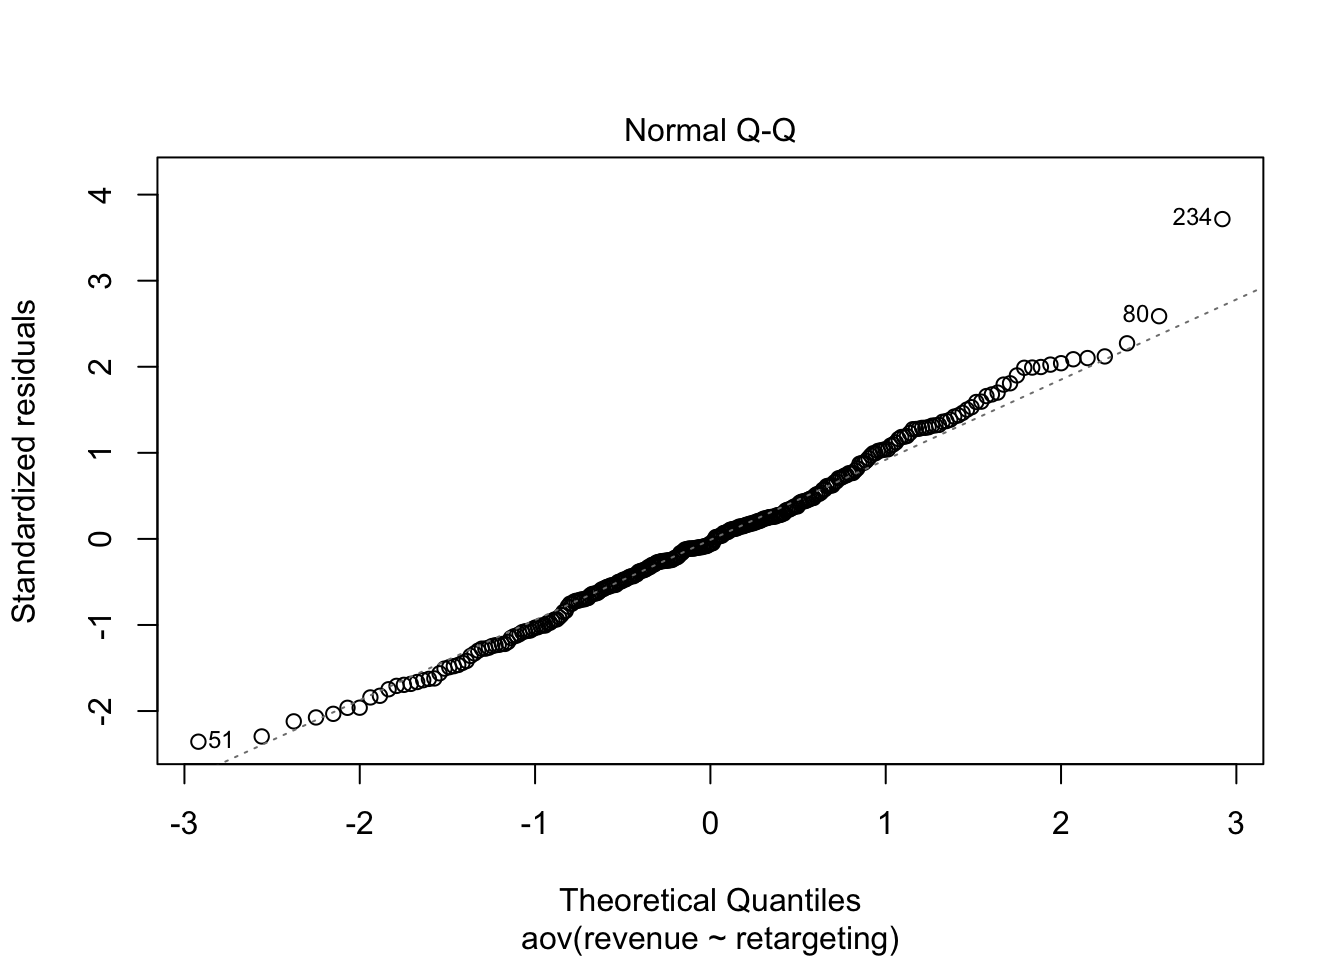 Normal Q-Q
Standardized residuals
4
3
2
1
0
-1
-2
234
80
51
-3 -2 -1 0 1 2 3
Theoretical Quantiles
aov(revenue ~ retargeting)